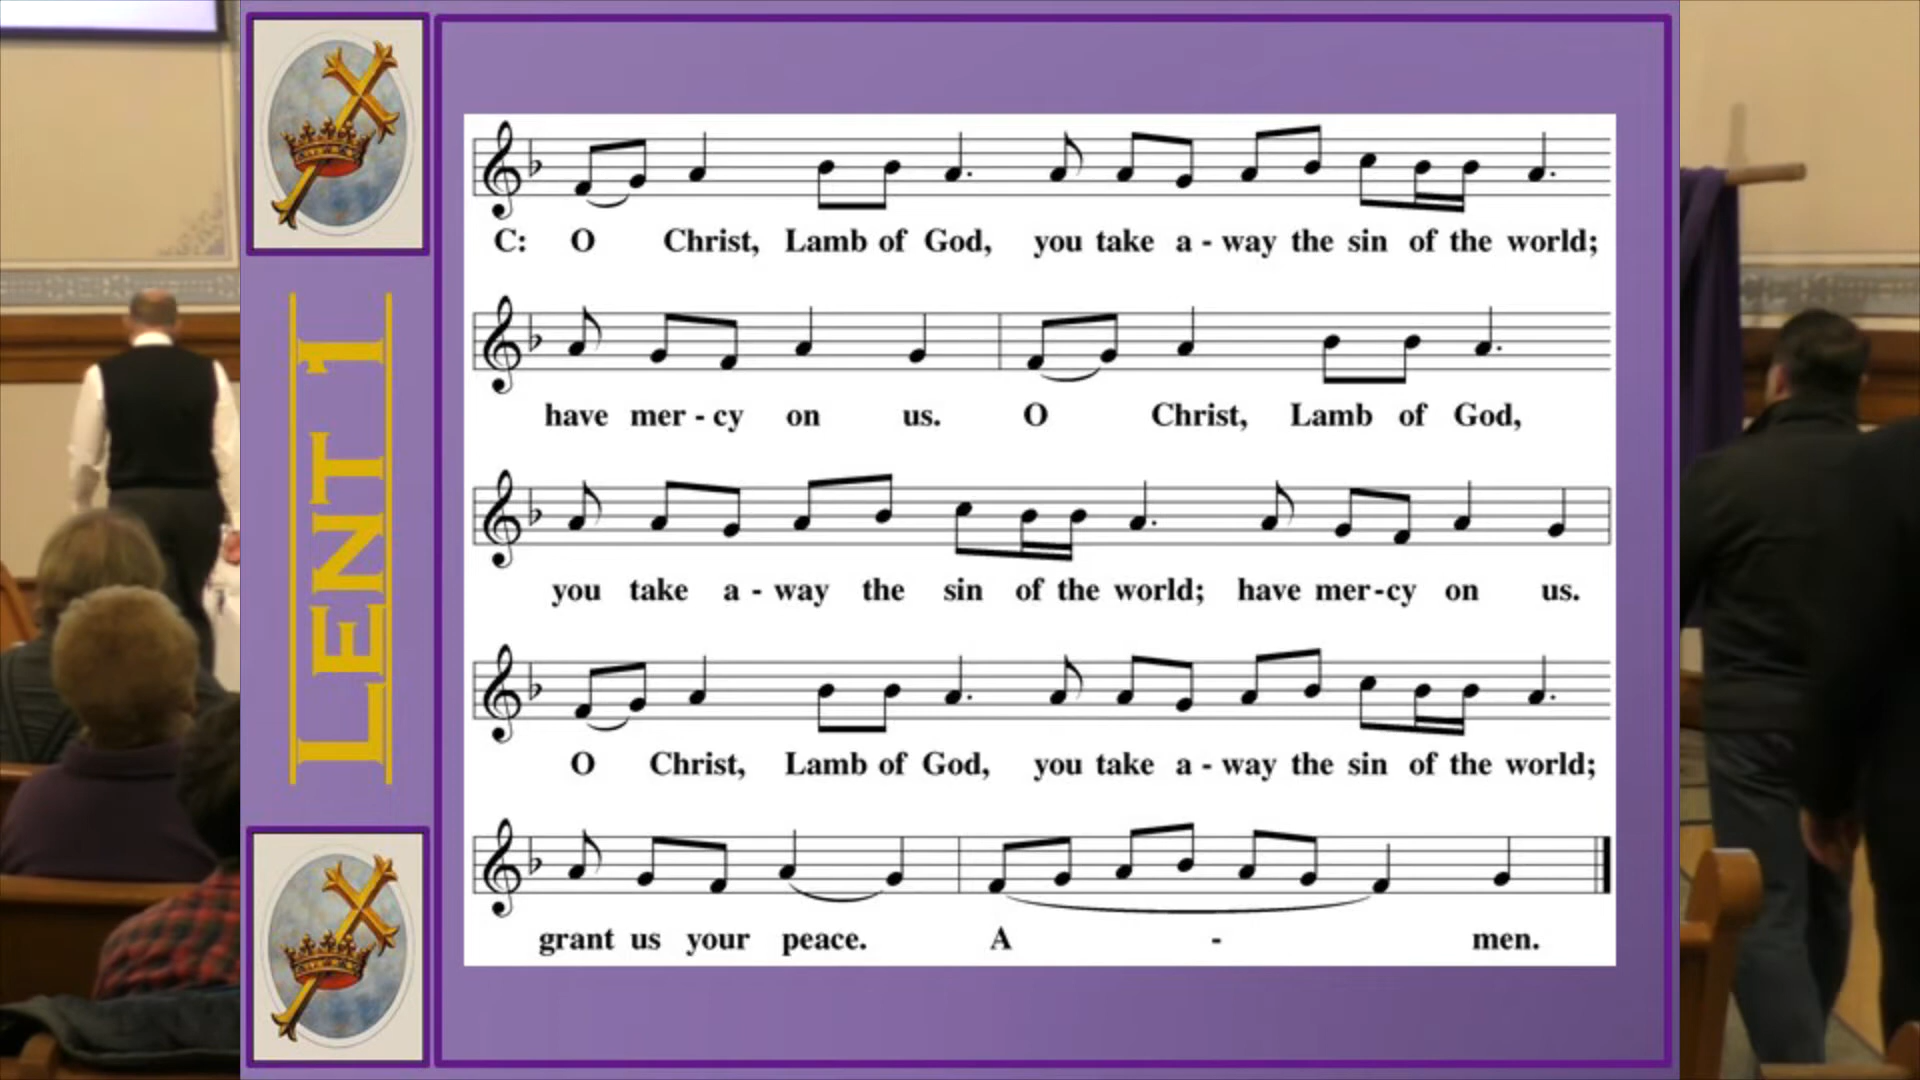 LENT 1
C: O Christ, Lamb of God, you take a - way the sin of the world;
have mer - cy on us. O Christ, Lamb of God,
you take a - way the sin of the world; have mer - cy on us.
O Christ, Lamb of God, you take a - way the sin of the world;
grant us your peace. A - men.